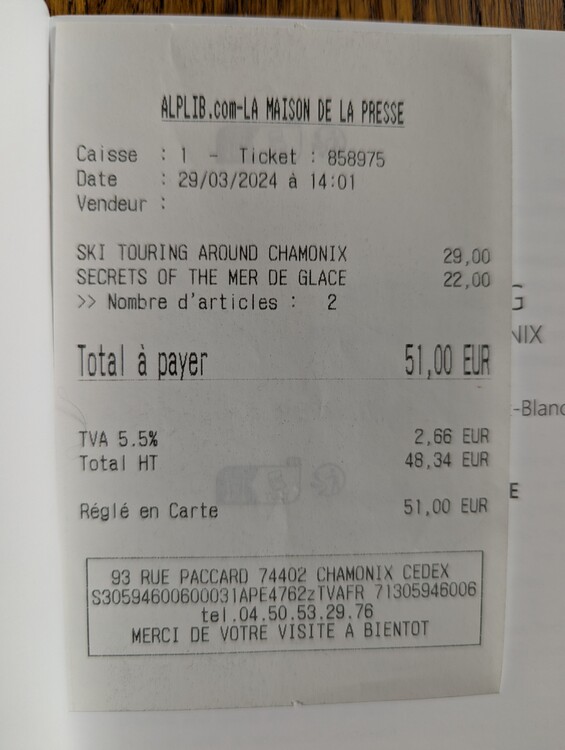 ALPLIB.com-LA MAISON DE LA PRESSE
Caisse : 1 - Ticket : 858975
Date : 29/03/2024 à 14:01
Vendeur :
SKI TOURING AROUND CHAMONIX 29,00
SECRETS OF THE MER DE GLACE 22,00
>> Nombre d'articles : 2
Total à payer 51,00 EUR
TVA 5.5% 2,66 EUR
Total HT 48,34 EUR
Réglé en Carte 51,00 EUR
93 RUE PACCARD 74402 CHAMONIX CEDEX
S30594600600031APE4762zTVAFR 71305946006
tel.04.50.53.29.76
MERCI DE VOTRE VISITE A BIENTOT
G
NIX
-Blanc
E